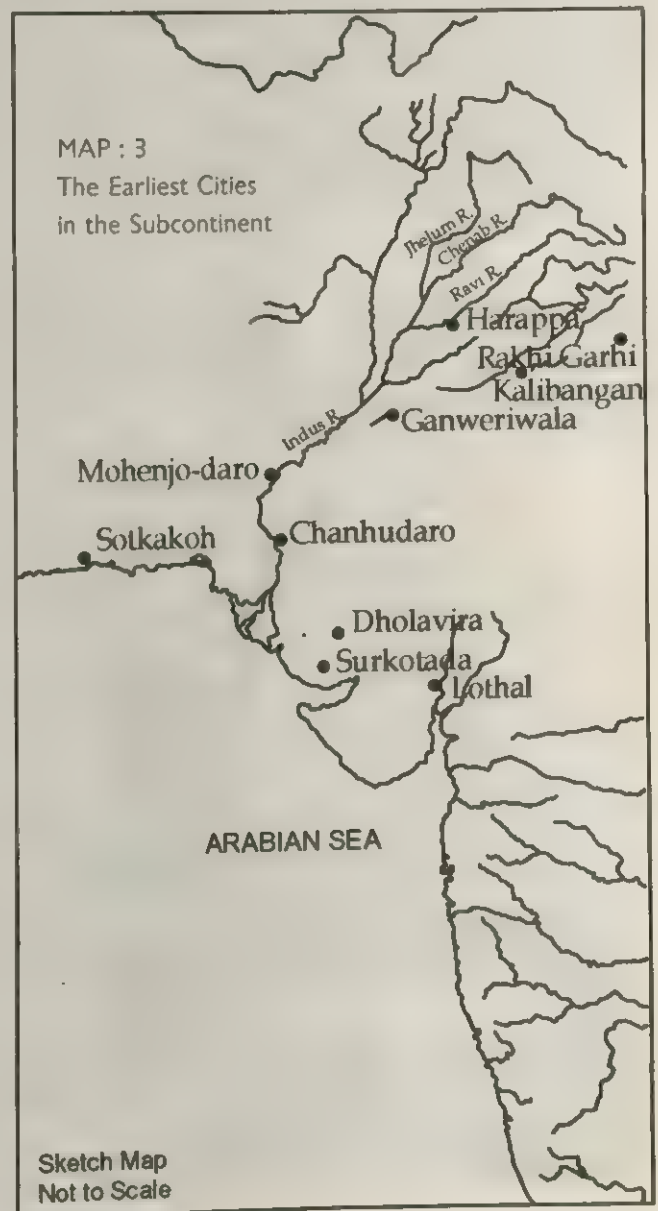 MAP : 3
The Earliest Cities
in the Subcontinent
Jhelum R.
Chenab R.
Ravi R.
Harappa
Rakhi Garhi
Kalibangan
Ganweriwala
Indus R.
Mohenjo-daro
Chanhudaro
Sotkakoh
Dholavira
Surkotada
Lothal
ARABIAN SEA
Sketch Map
Not to Scale